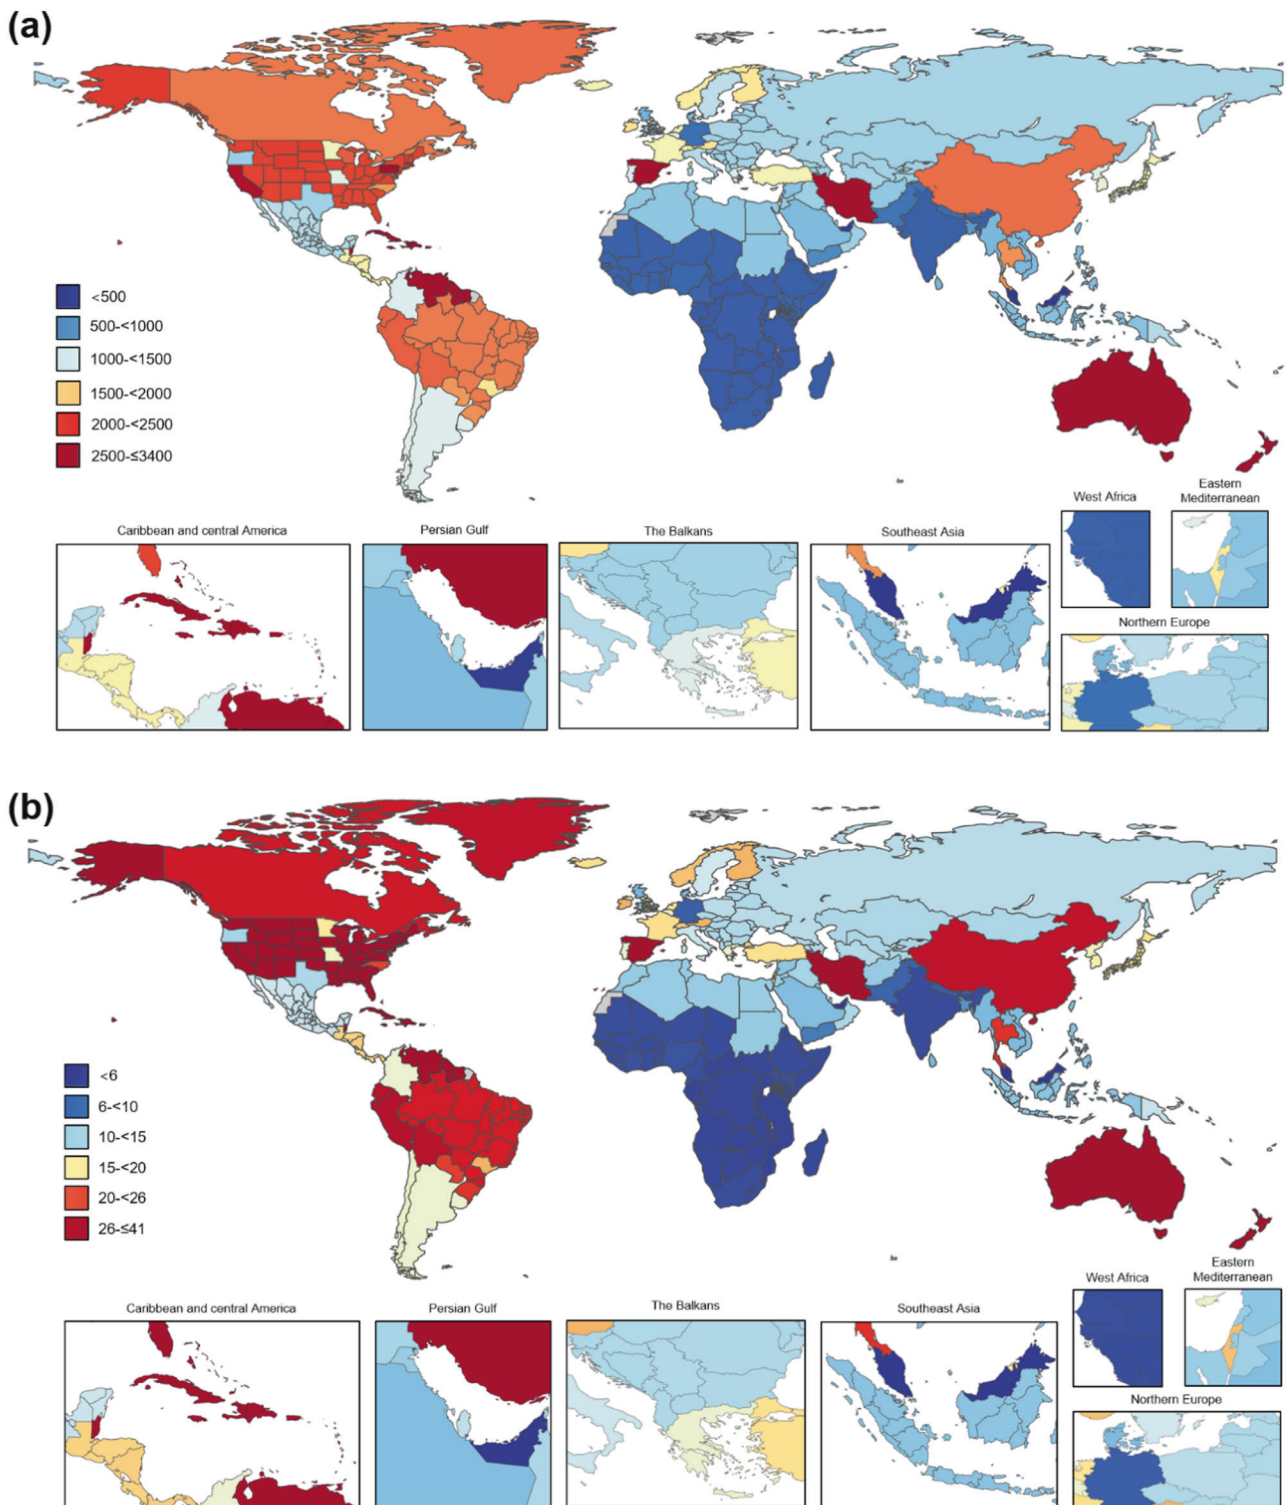 (a)
<500
500-<1000
1000-<1500
1500-<2000
2000-<2500
2500-≤3400
Caribbean and central America
Persian Gulf
The Balkans
Southeast Asia
West Africa
Eastern
Mediterranean
Northern Europe
(b)
<6
6-<10
10-<15
15-<20
20-<26
26-≤41
Caribbean and central America
Persian Gulf
The Balkans
Southeast Asia
West Africa
Eastern
Mediterranean
Northern Europe